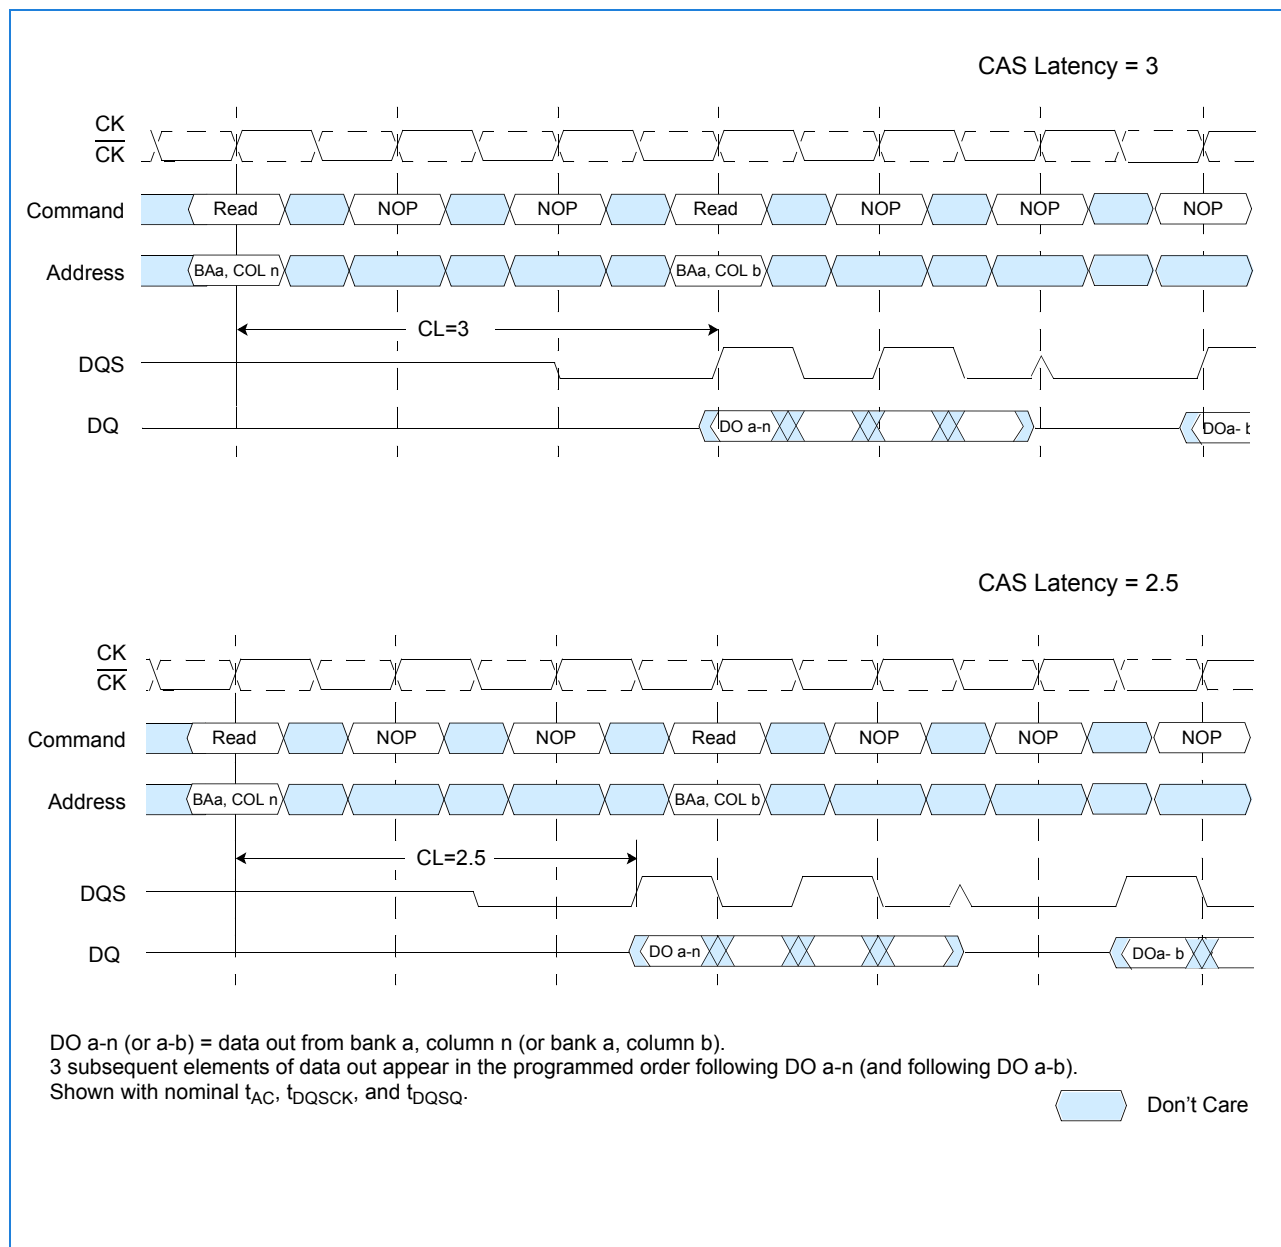 CAS Latency = 3
CK
CK
Command Read NOP NOP Read NOP NOP NOP
Address BAa, COL n BAa, COL b
CL=3
DQS
DQ DO a-n DOa- b
CAS Latency = 2.5
CK
CK
Command Read NOP NOP Read NOP NOP NOP
Address BAa, COL n BAa, COL b
CL=2.5
DQS
DQ DO a-n DOa- b
DO a-n (or a-b) = data out from bank a, column n (or bank a, column b).
3 subsequent elements of data out appear in the programmed order following DO a-n (and following DO a-b).
Shown with nominal tAC, tDQSCK, and tDQSQ.
Don't Care